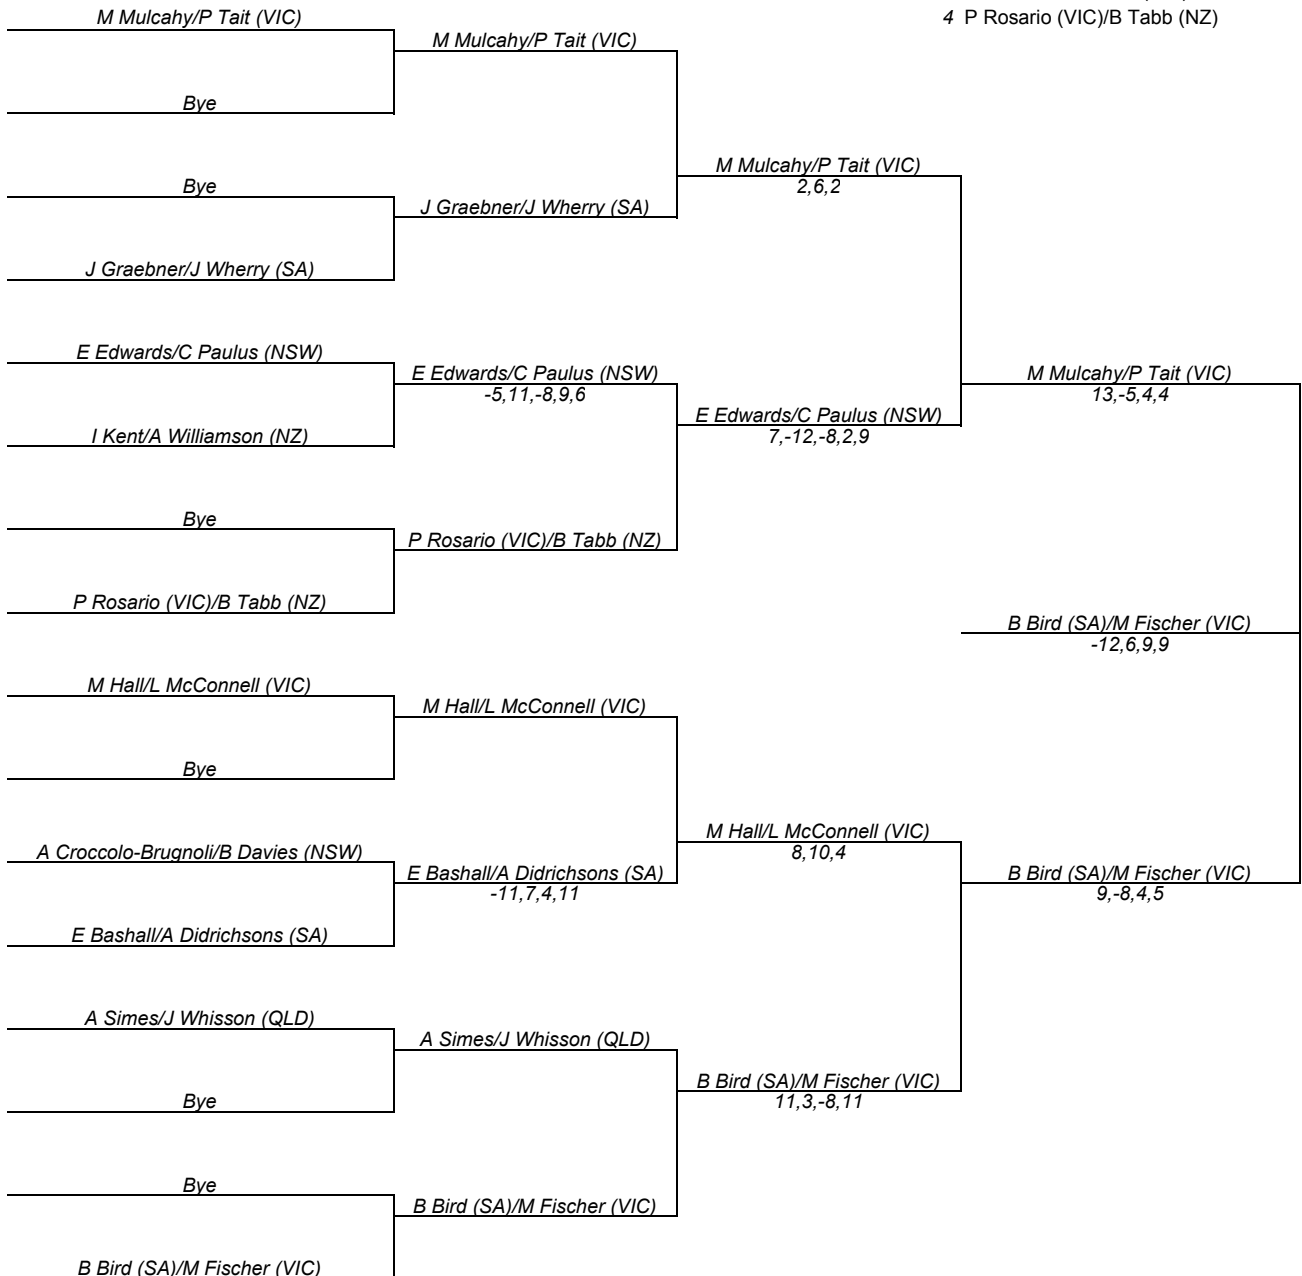 4 P Rosario (VIC)/B Tabb (NZ)
M Mulcahy/P Tait (VIC)
M Mulcahy/P Tait (VIC)
Bye
M Mulcahy/P Tait (VIC)
2,6,2
Bye
J Graebner/J Wherry (SA)
J Graebner/J Wherry (SA)
E Edwards/C Paulus (NSW)
E Edwards/C Paulus (NSW)
-5,11,-8,9,6
M Mulcahy/P Tait (VIC)
13,-5,4,4
E Edwards/C Paulus (NSW)
7,-12,-8,2,9
I Kent/A Williamson (NZ)
Bye
P Rosario (VIC)/B Tabb (NZ)
P Rosario (VIC)/B Tabb (NZ)
B Bird (SA)/M Fischer (VIC)
-12,6,9,9
M Hall/L McConnell (VIC)
M Hall/L McConnell (VIC)
Bye
M Hall/L McConnell (VIC)
8,10,4
A Croccolo-Brugnoli/B Davies (NSW)
E Bashall/A Didrichsons (SA)
-11,7,4,11
B Bird (SA)/M Fischer (VIC)
9,-8,4,5
E Bashall/A Didrichsons (SA)
A Simes/J Whisson (QLD)
A Simes/J Whisson (QLD)
B Bird (SA)/M Fischer (VIC)
11,3,-8,11
Bye
Bye
B Bird (SA)/M Fischer (VIC)
B Bird (SA)/M Fischer (VIC)